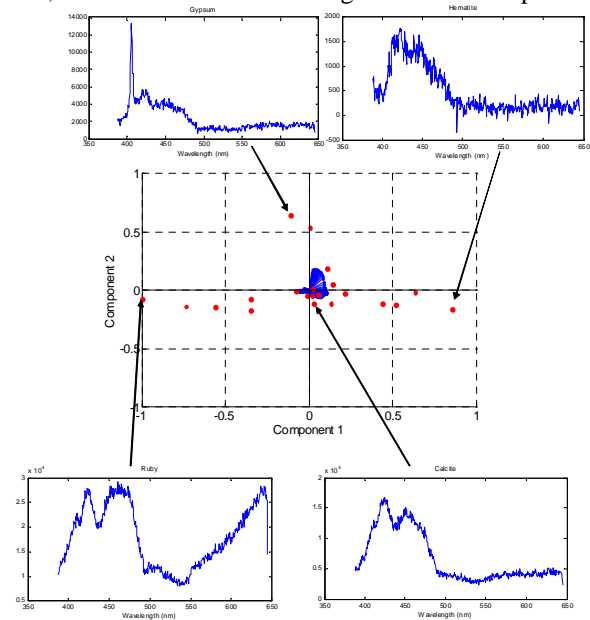 Gypsum
14000
12000
10000
8000
6000
4000
2000
0
350 400 450 500 550 600 650
Wavelength (nm)
Hematite
2000
1500
1000
500
0
-500
350 400 450 500 550 600 650
Wavelength (nm)
1
0.5
0
-0.5
-1
-1 -0.5 0 0.5 1
Component 2
Component 1
Ruby
x 10⁴
3
2.5
2
1.5
1
0.5
350 400 450 500 550 600 650
Wavelength (nm)
Calcite
x 10⁴
2
1.5
1
0.5
0
350 400 450 500 550 600 650
Wavelength (nm)